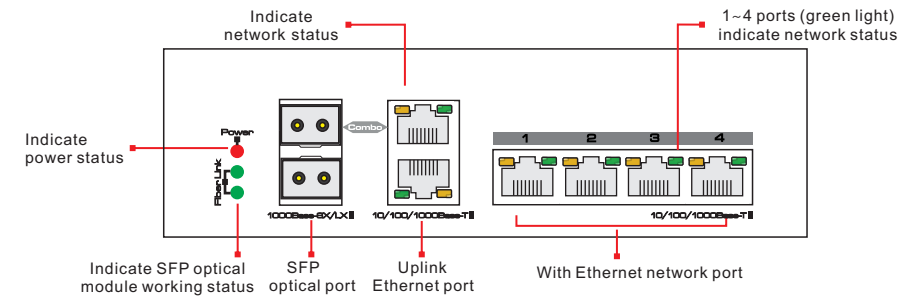 Indicate
network status
1~4 ports (green light)
indicate network status
Indicate
power status
Power
Fiber Link
Combo
1 2 3 4
1000Base-SX/LX
10/100/1000Base-T
10/100/1000Base-T
Indicate SFP optical
module working status
SFP
optical port
Uplink
Ethernet port
With Ethernet network port